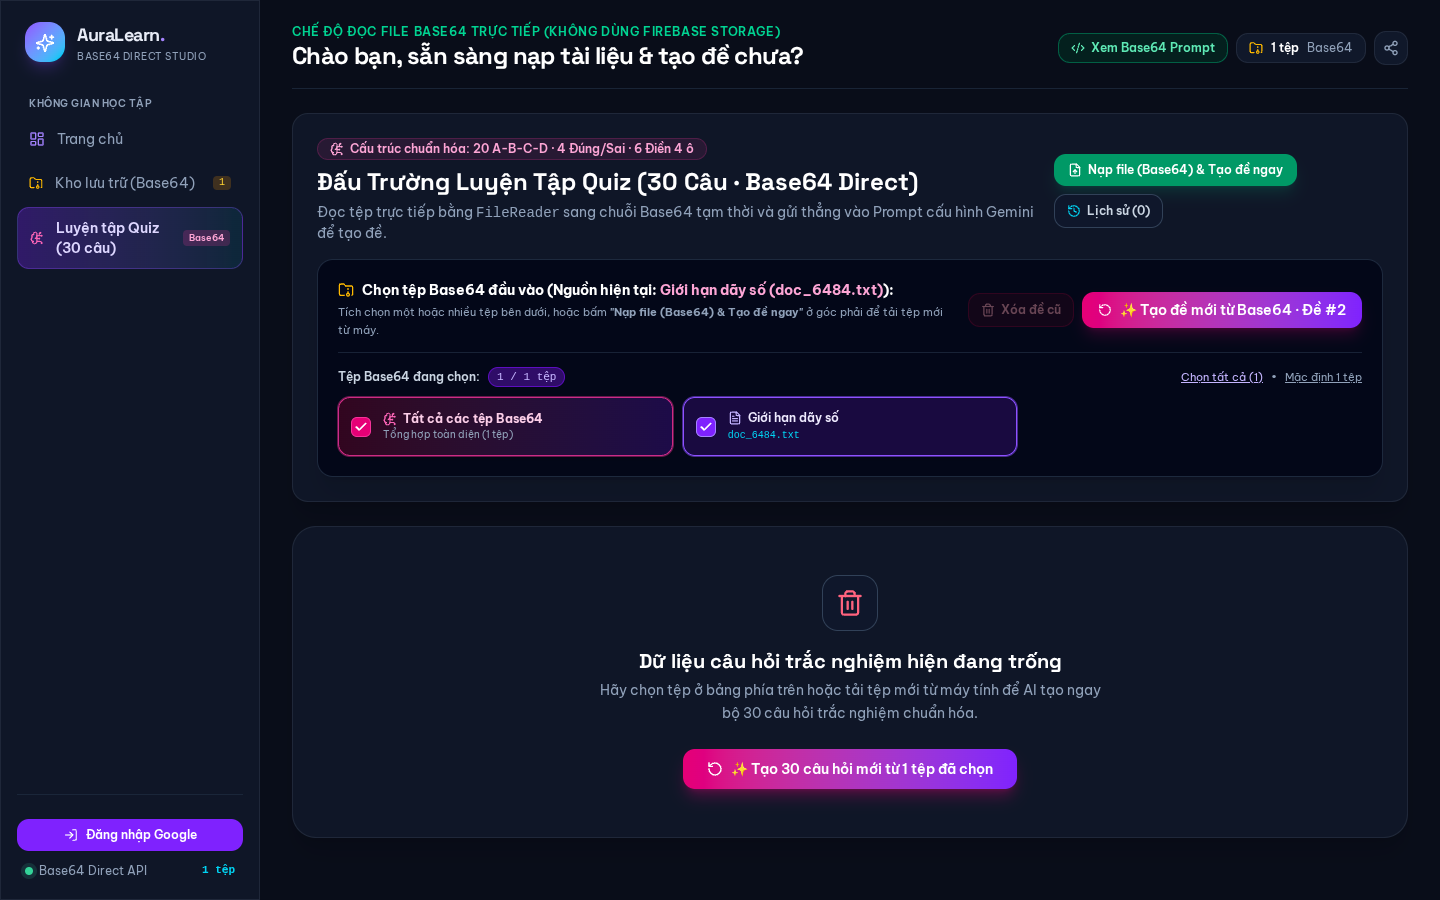 AuraLearn.
BASE64 DIRECT STUDIO
KHÔNG GIAN HỌC TẬP
Trang chủ
Kho lưu trữ (Base64) 1
Luyện tập Quiz (30 câu) Base64
Đăng nhập Google
Base64 Direct API 1 tệp
CHẾ ĐỘ ĐỌC FILE BASE64 TRỰC TIẾP (KHÔNG DÙNG FIREBASE STORAGE)
Chào bạn, sẵn sàng nạp tài liệu & tạo đề chưa?
Xem Base64 Prompt
1 tệp Base64
Cấu trúc chuẩn hóa: 20 A-B-C-D · 4 Đúng/Sai · 6 Điền 4 ô
Đấu Trường Luyện Tập Quiz (30 Câu · Base64 Direct)
Đọc tệp trực tiếp bằng FileReader sang chuỗi Base64 tạm thời và gửi thẳng vào Prompt cấu hình Gemini
để tạo đề.
Nạp file (Base64) & Tạo đề ngay
Lịch sử (0)
Chọn tệp Base64 đầu vào (Nguồn hiện tại: Giới hạn dãy số (doc_6484.txt)):
Tích chọn một hoặc nhiều tệp bên dưới, hoặc bấm "Nạp file (Base64) & Tạo đề ngay" ở góc phải để tải tệp mới
từ máy.
Xóa đề cũ
✨ Tạo đề mới từ Base64 · Đề #2
Tệp Base64 đang chọn: 1 / 1 tệp
Chọn tất cả (1) • Mặc định 1 tệp
Tất cả các tệp Base64
Tổng hợp toàn diện (1 tệp)
Giới hạn dãy số
doc_6484.txt
Dữ liệu câu hỏi trắc nghiệm hiện đang trống
Hãy chọn tệp ở bảng phía trên hoặc tải tệp mới từ máy tính để AI tạo ngay
bộ 30 câu hỏi trắc nghiệm chuẩn hóa.
✨ Tạo 30 câu hỏi mới từ 1 tệp đã chọn